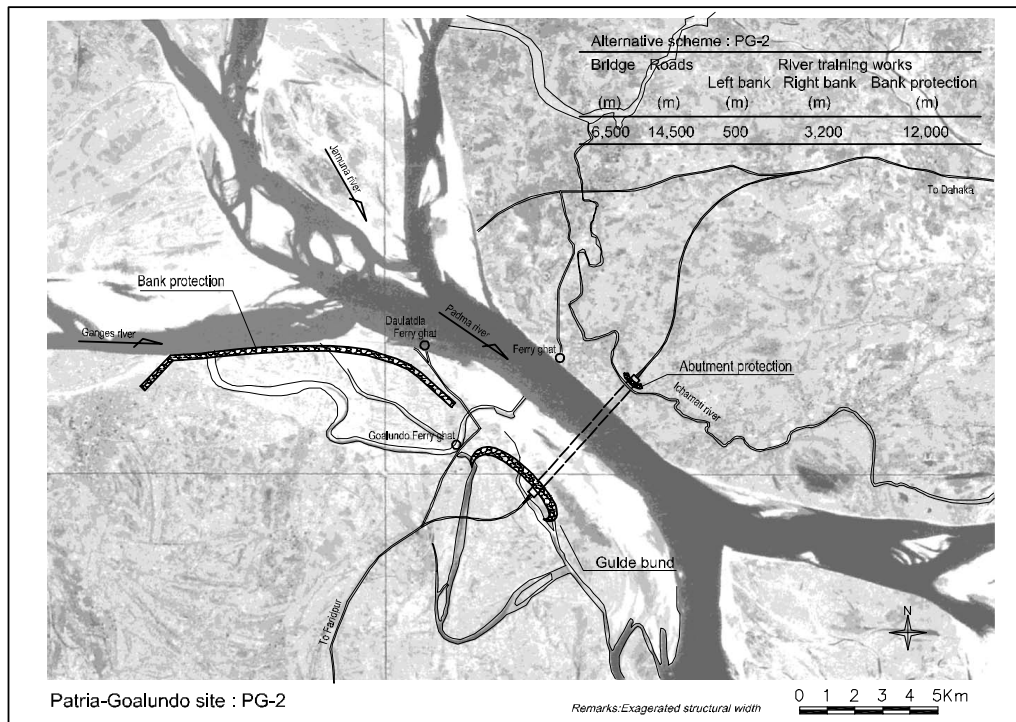 Alternative scheme : PG-2
Bridge Roads River training works
Left bank Right bank Bank protection
(m) (m) (m) (m) (m)
6,500 14,500 500 3,200 12,000
Jamuna river
To Dahaka
Bank protection
Ganges river
Daulatdia
Ferry ghat
Padma river
Ferry ghat
Abutment protection
Ichamati river
Goalundo Ferry ghat
Guide bund
To Faridpur
N
Patria-Goalundo site : PG-2
Remarks:Exagerated structural width
0 1 2 3 4 5Km